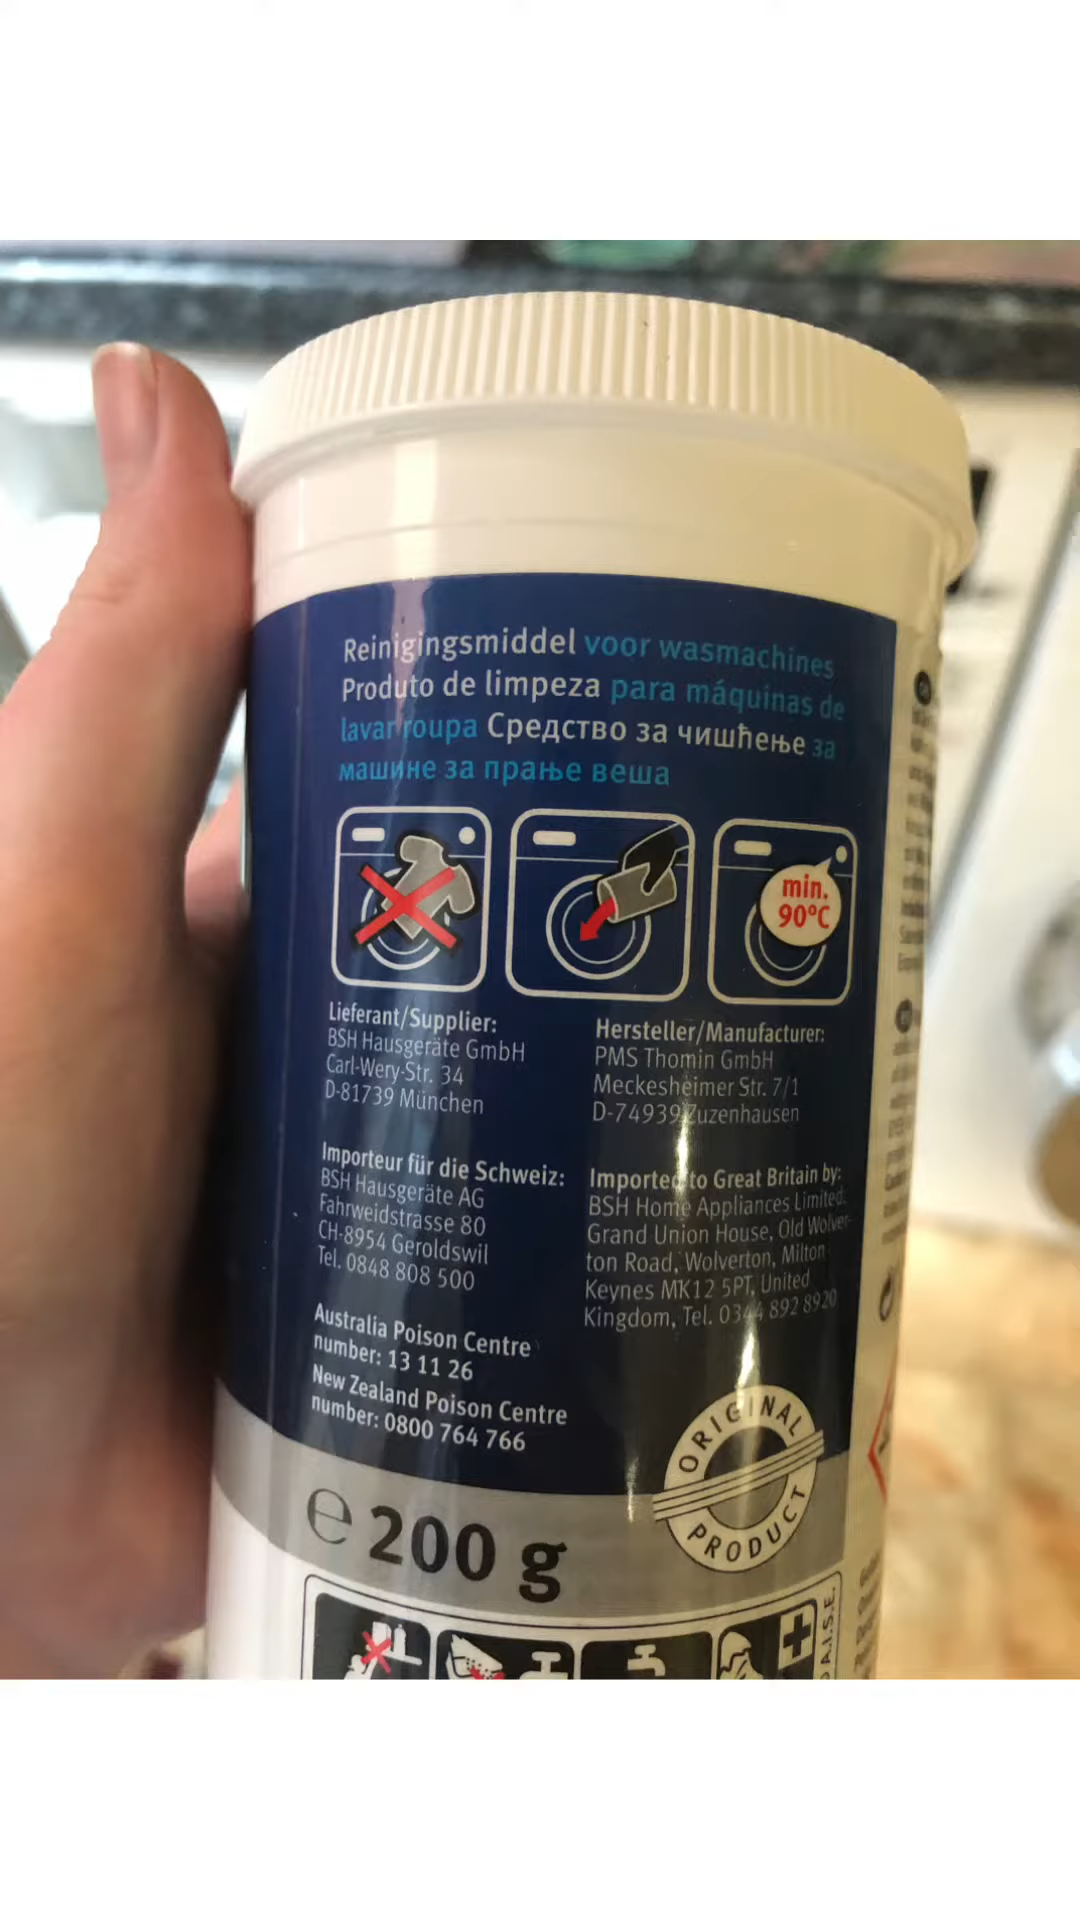 Reinigingsmiddel voor wasmachines
Produto de limpeza para máquinas de
lavar roupa Средство за чишћење за
машине за прање веша
min.
90°C
Lieferant/Supplier:
BSH Hausgeräte GmbH
Carl-Wery-Str. 34
D-81739 München
Hersteller/Manufacturer:
PMS Thomin GmbH
Meckesheimer Str. 7/1
D-74939 Zuzenhausen
Importeur für die Schweiz:
BSH Hausgeräte AG
Fahrweidstrasse 80
CH-8954 Geroldswil
Tel. 0848 808 500
Imported to Great Britain by:
BSH Home Appliances Limited,
Grand Union House, Old Wolver-
ton Road, Wolverton, Milton
Keynes MK12 5PT, United
Kingdom, Tel. 0344 892 8920
Australia Poison Centre
number: 13 11 26
New Zealand Poison Centre
number: 0800 764 766
ORIGINAL
PRODUCT
℮ 200 g
A.I.S.E.